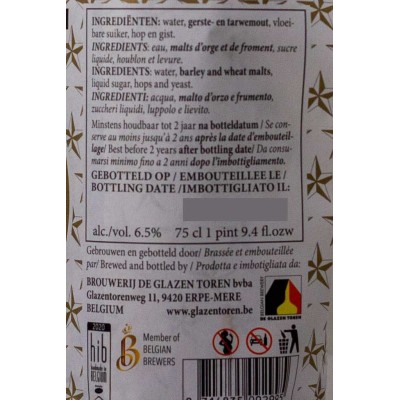 INGREDIËNTEN: water, gerste- en tarwemout, vloei-
bare suiker, hop en gist.
INGREDIENTS: eau, malts d'orge et de froment, sucre
liquide, houblon et levure.
INGREDIENTS: water, barley and wheat malts,
liquid sugar, hops and yeast.
INGREDIENTI: acqua, malto d'orzo e frumento,
zuccheri liquidi, luppolo e lievito.
Minstens houdbaar tot 2 jaar na botteldatum / Se con-
serve au moins jusqu'à 2 ans après la date d'embouteil-
lage/ Best before 2 years after bottling date/ Da consu-
marsi minimo fino a 2 anni dopo l'imbottigliamento.
GEBOTTELD OP / EMBOUTEILLEE LE /
BOTTLING DATE /IMBOTTIGLIATO IL:
alc./vol. 6.5% 75 cl 1 pint 9.4 fl.ozw
Gebrouwen en gebotteld door/ Brassée et embouteillée
par/ Brewed and bottled by / Prodotta e imbotigliata da:
BROUWERIJ DE GLAZEN TOREN bvba
Glazentorenweg 11, 9420 ERPE-MERE
BELGIUM www.glazentoren.be
DE GLAZEN TOREN
2020
hib
handmade in
BELGIUM
B
Member of
BELGIAN
BREWERS